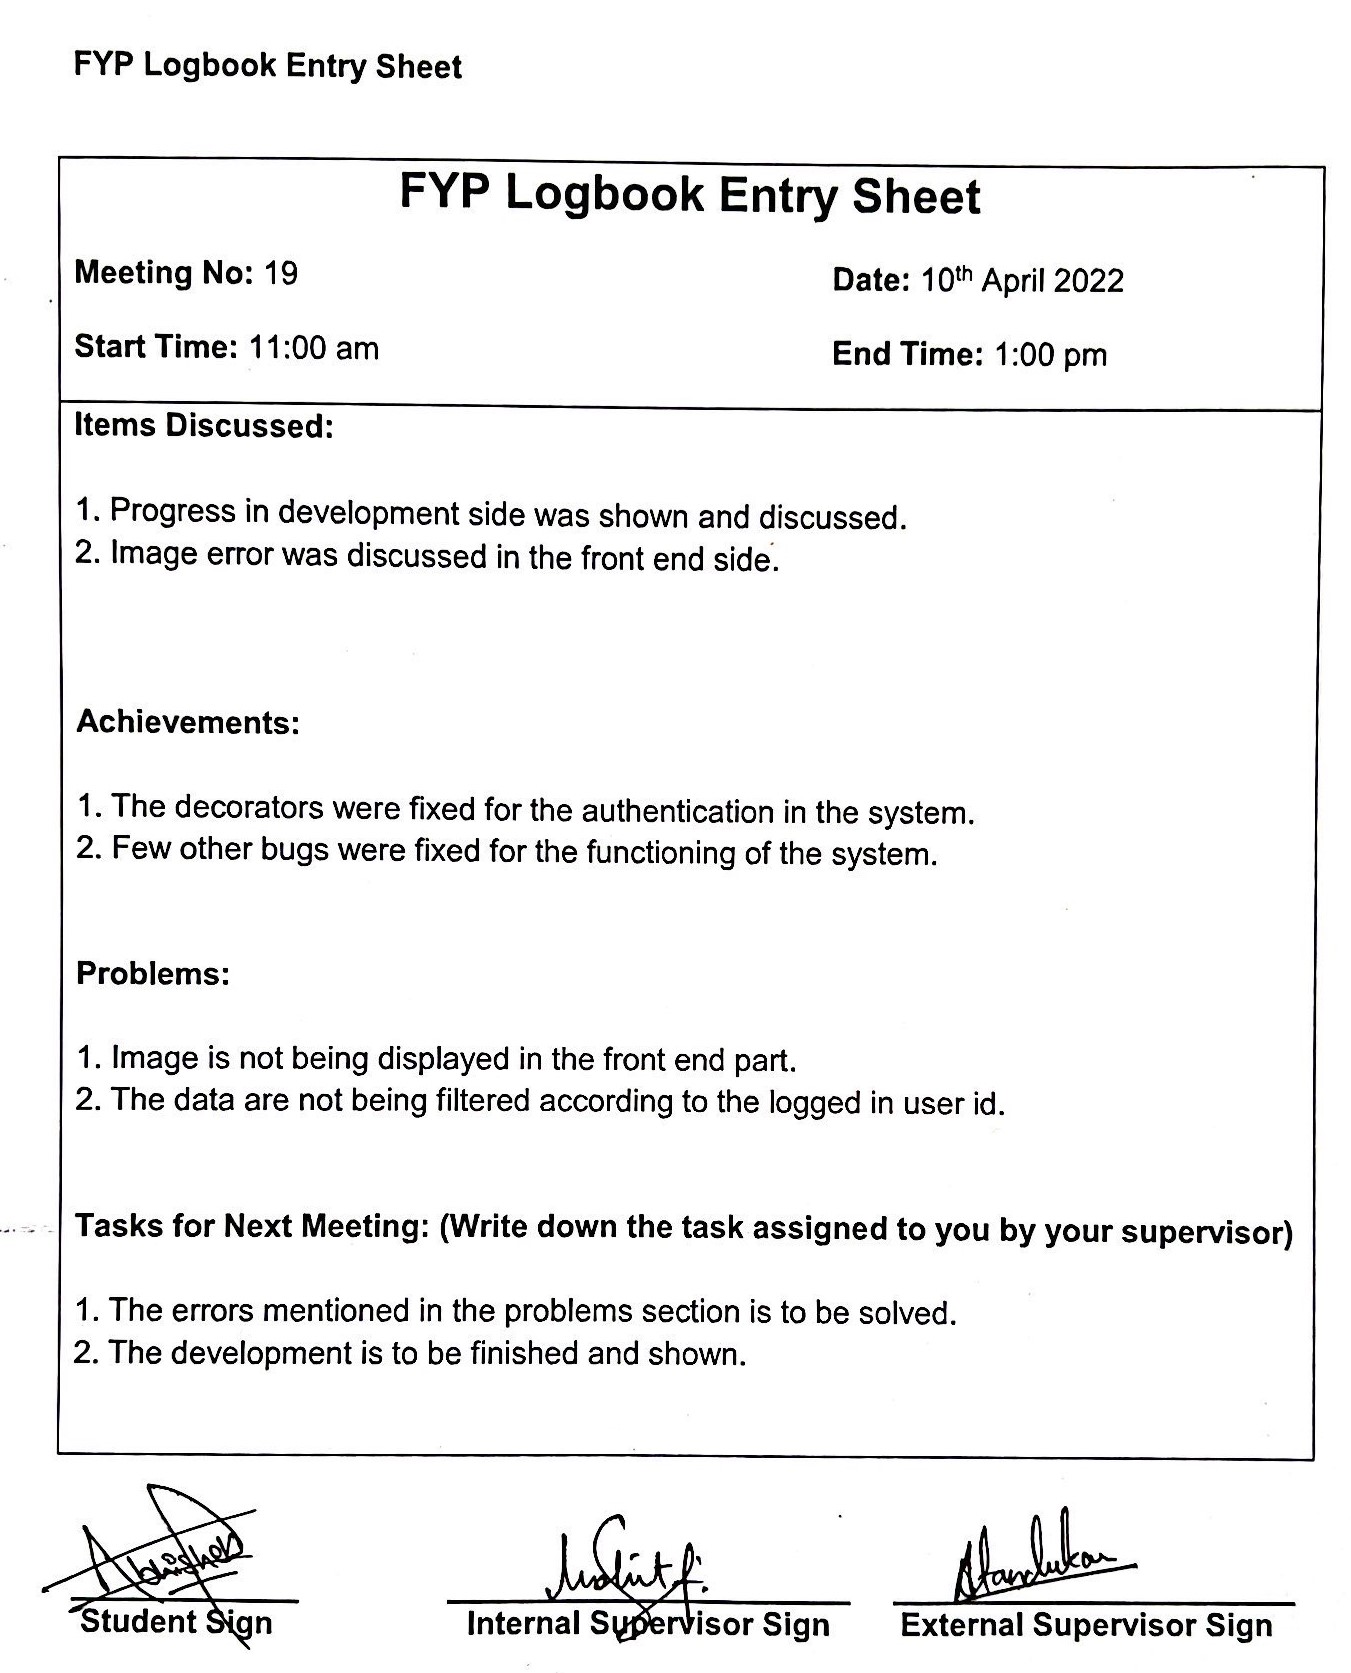 FYP Logbook Entry Sheet
FYP Logbook Entry Sheet
Meeting No: 19 Date: 10th April 2022
Start Time: 11:00 am End Time: 1:00 pm
Items Discussed:
1. Progress in development side was shown and discussed.
2. Image error was discussed in the front end side.
Achievements:
1. The decorators were fixed for the authentication in the system.
2. Few other bugs were fixed for the functioning of the system.
Problems:
1. Image is not being displayed in the front end part.
2. The data are not being filtered according to the logged in user id.
Tasks for Next Meeting: (Write down the task assigned to you by your supervisor)
1. The errors mentioned in the problems section is to be solved.
2. The development is to be finished and shown.
Abhishek
Student Sign Internal Supervisor Sign External Supervisor Sign